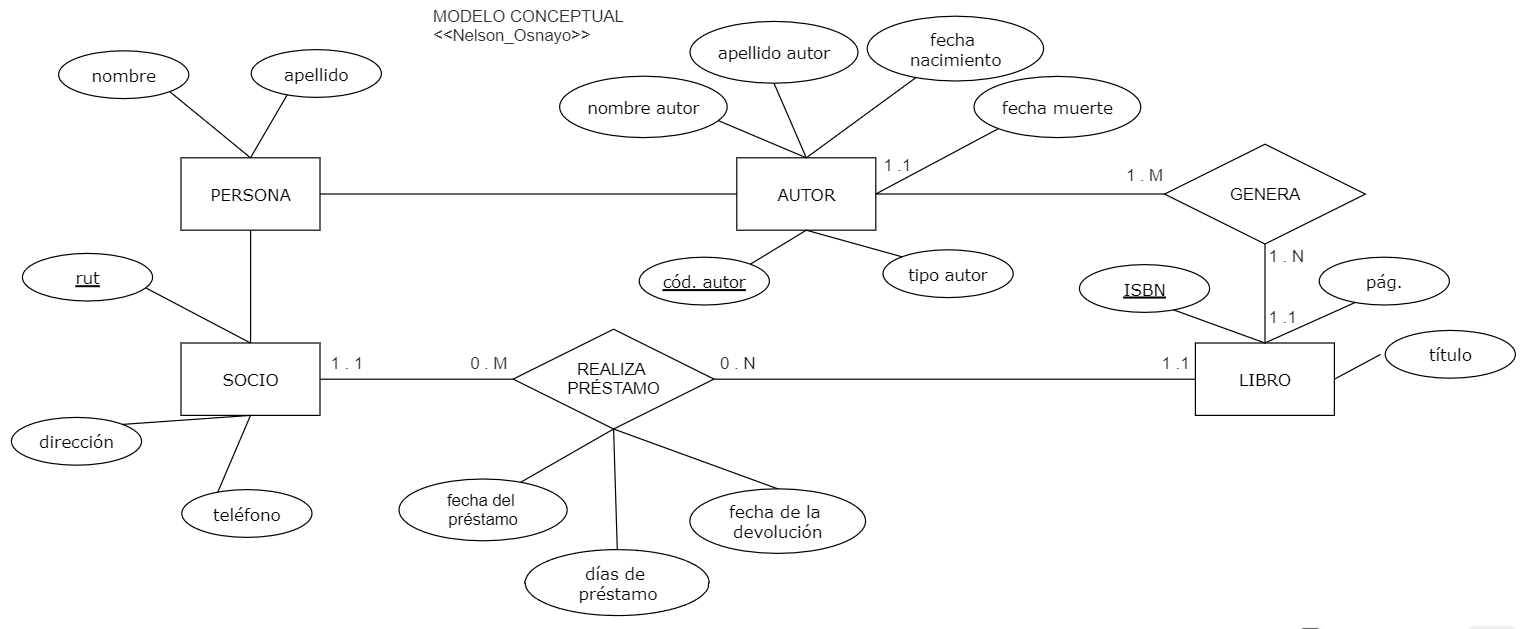 MODELO CONCEPTUAL
<<Nelson_Osnayo>>
nombre
apellido
nombre autor
apellido autor
fecha
nacimiento
fecha muerte
PERSONA
AUTOR
1 .1
1 . M
GENERA
rut
cód. autor
tipo autor
1 . N
ISBN
pág.
1 .1
título
SOCIO
1 . 1
0 . M
REALIZA
PRÉSTAMO
0 . N
1 .1
LIBRO
dirección
teléfono
fecha del
préstamo
fecha de la
devolución
días de
préstamo